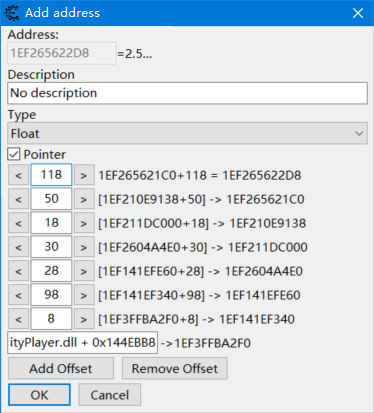 Add address
Address:
1EF265622D8 =2.5...
Description
No description
Type
Float
Pointer
< 118 > 1EF265621C0+118 = 1EF265622D8
< 50 > [1EF210E9138+50] -> 1EF265621C0
< 18 > [1EF211DC000+18] -> 1EF210E9138
< 30 > [1EF2604A4E0+30] -> 1EF211DC000
< 28 > [1EF141EFE60+28] -> 1EF2604A4E0
< 98 > [1EF141EF340+98] -> 1EF141EFE60
< 8 > [1EF3FFBA2F0+8] -> 1EF141EF340
ityPlayer.dll + 0x144EBB8 ->1EF3FFBA2F0
Add Offset Remove Offset
OK Cancel